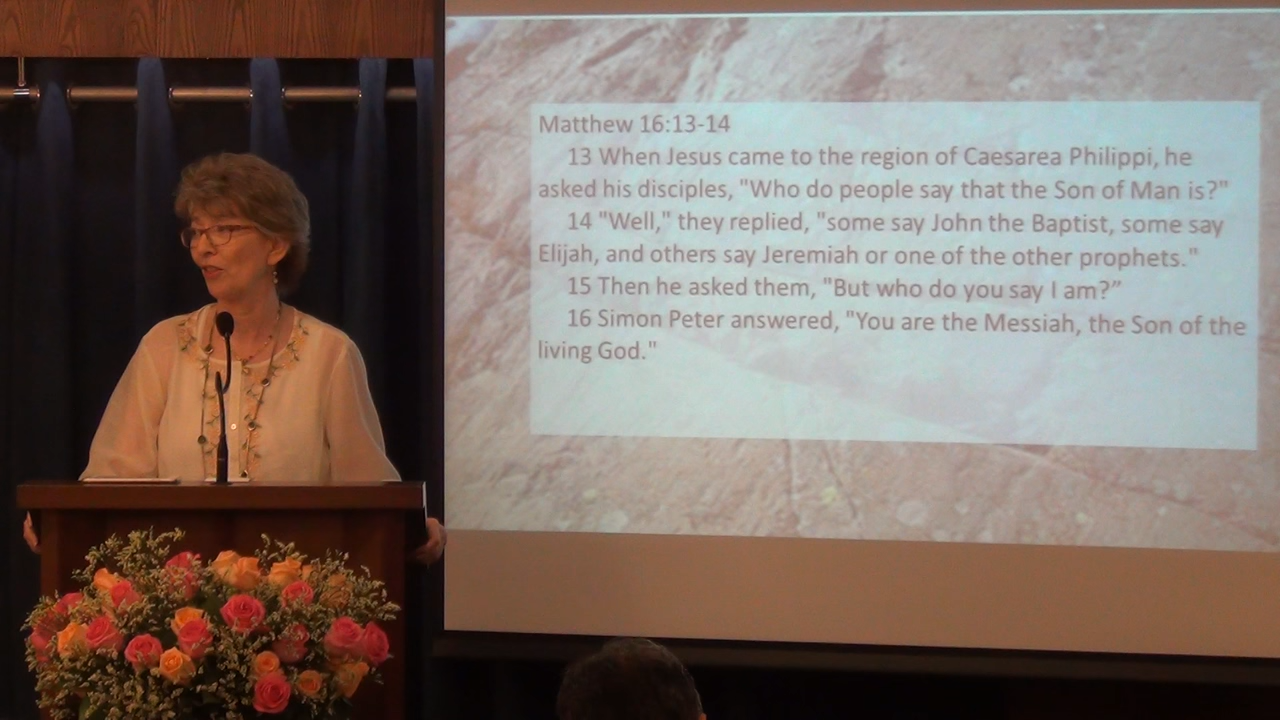 Matthew 16:13-14
13 When Jesus came to the region of Caesarea Philippi, he
asked his disciples, "Who do people say that the Son of Man is?"
14 "Well," they replied, "some say John the Baptist, some say
Elijah, and others say Jeremiah or one of the other prophets."
15 Then he asked them, "But who do you say I am?”
16 Simon Peter answered, "You are the Messiah, the Son of the
living God."